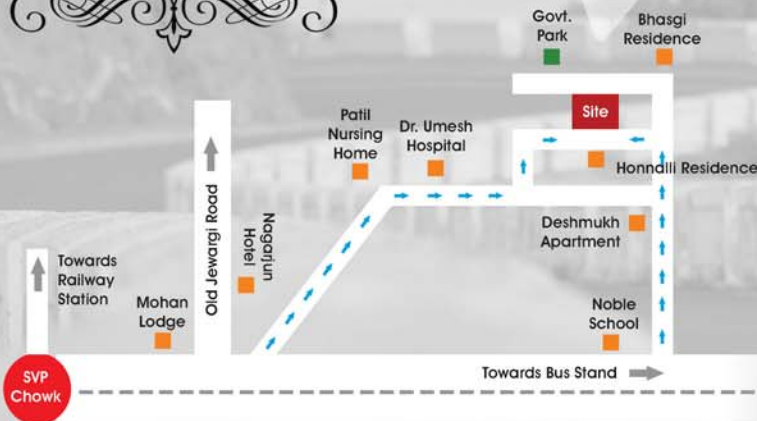 Govt.
Park
Bhasgi
Residence
Site
Patil
Nursing
Home
Dr. Umesh
Hospital
Honnalli Residence
Old Jewargi Road
Nagarjun
Hotel
Deshmukh
Apartment
Towards
Railway
Station
Mohan
Lodge
Noble
School
SVP
Chowk
Towards Bus Stand